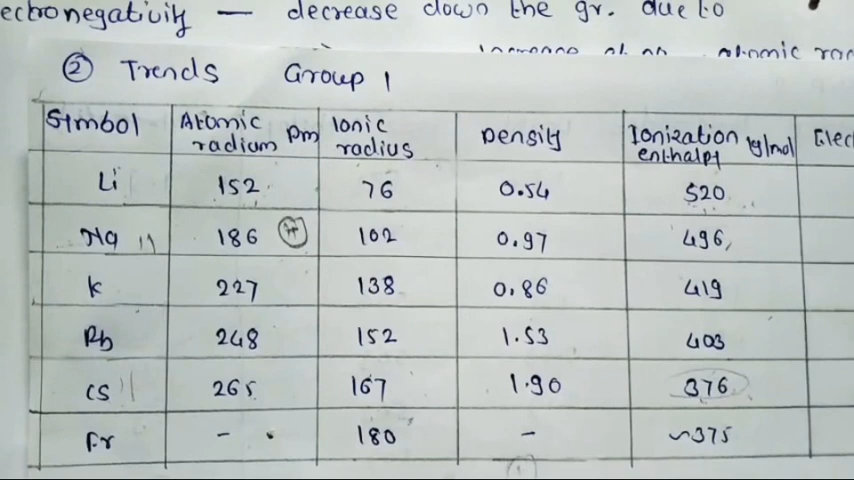 ectronegativity — decrease down the gr. due to
② Trends Group 1
Symbol Atomic radium pm Ionic radius Density Ionization enthalpy kj/mol Elec
Li 152 76 0.54 520
Na 186 102 0.97 496
K 227 138 0.86 419
Rb 248 152 1.53 403
Cs 265 167 1.90 376
Fr - 180 - ~375